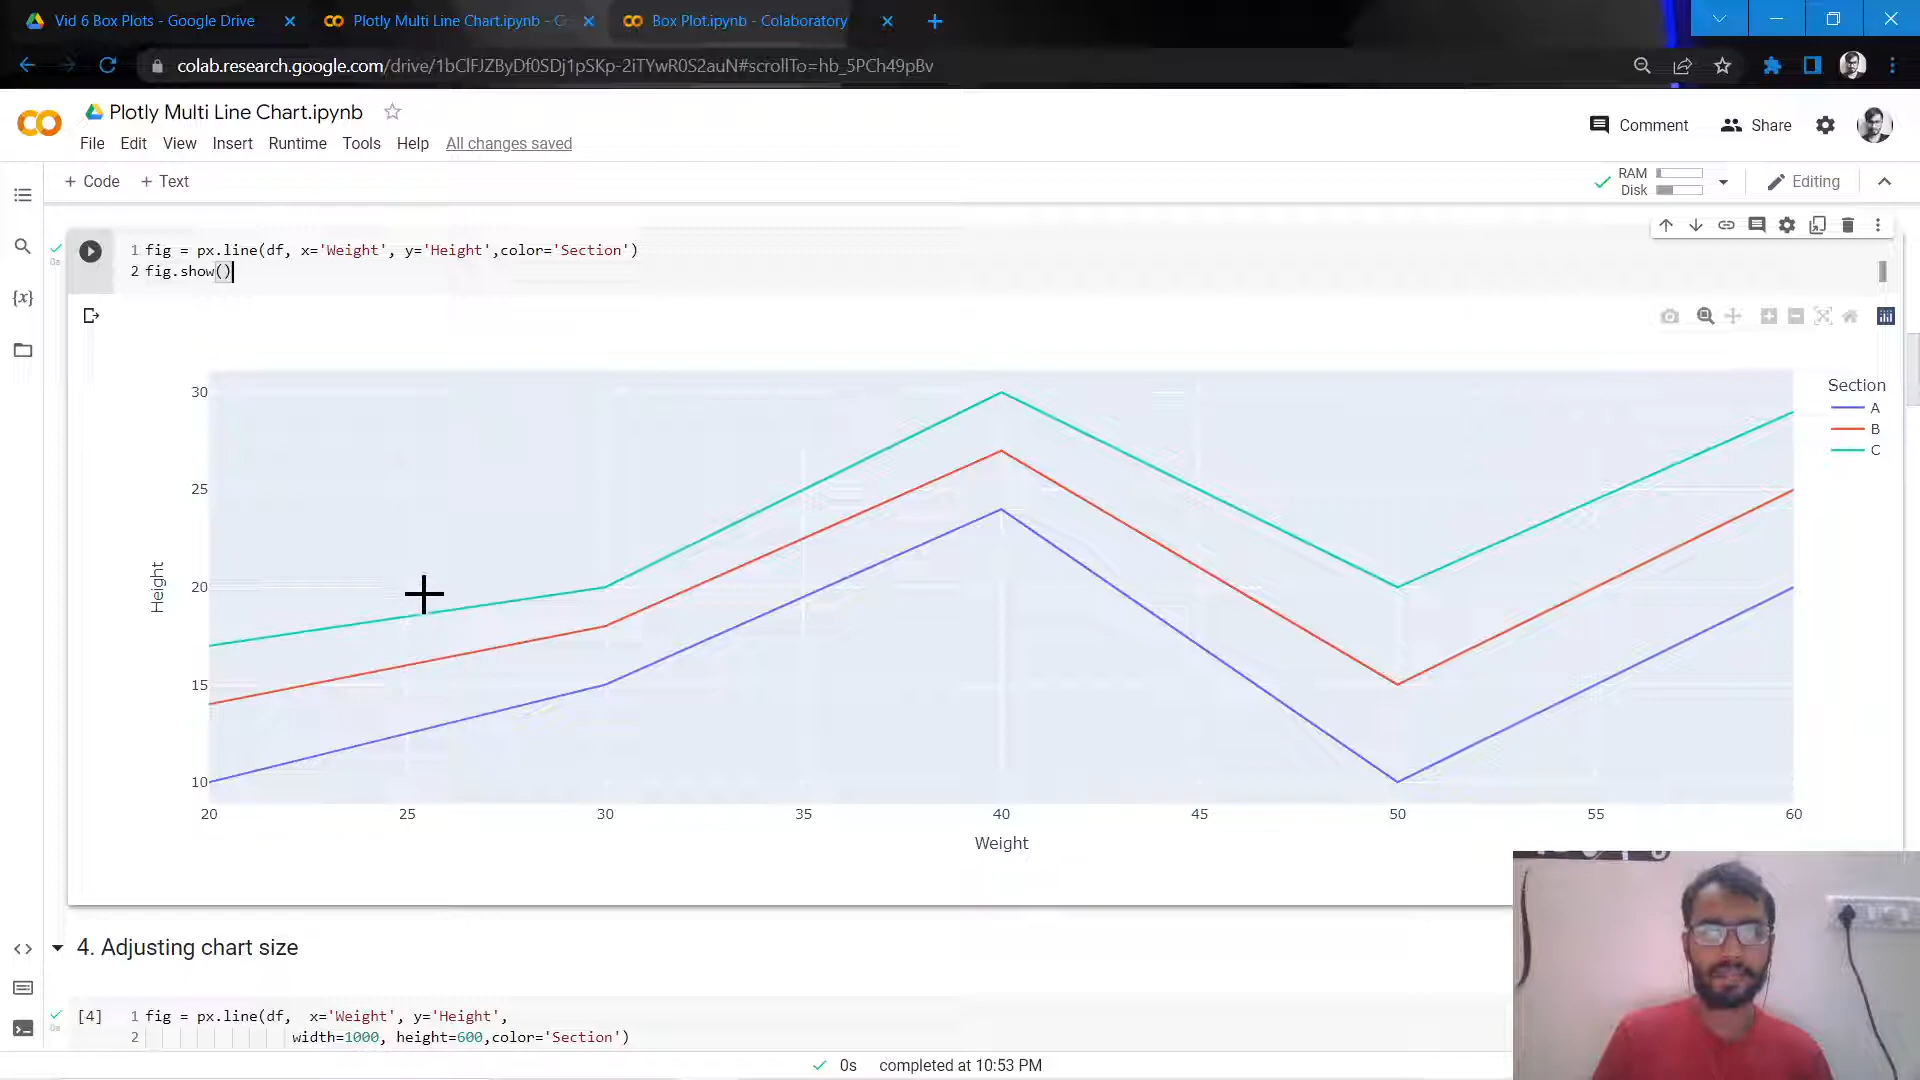 Vid 6 Box Plots - Google Drive
Plotly Multi Line Chart.ipynb - Co
Box Plot.ipynb - Colaboratory
colab.research.google.com/drive/1bClFJZByDf0SDj1pSKp-2iTYwR0S2auN#scrollTo=hb_5PCh49pBv
Plotly Multi Line Chart.ipynb
File Edit View Insert Runtime Tools Help All changes saved
Comment Share
+ Code + Text
RAM
Disk
Editing
{x}
0s
1 fig = px.line(df, x='Weight', y='Height',color='Section')
2 fig.show()
30
25
20
15
10
Height
20 25 30 35 40 45 50 55 60
Weight
Section
A
B
C
4. Adjusting chart size
[4]
0s
1 fig = px.line(df,  x='Weight', y='Height',
2 width=1000, height=600,color='Section')
0s completed at 10:53 PM